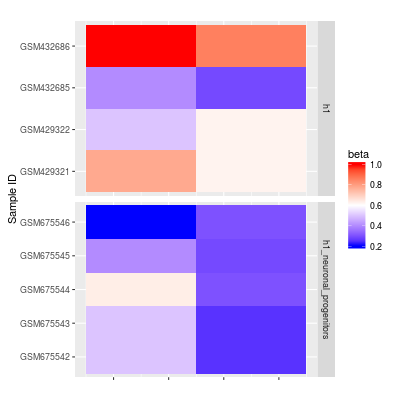 GSM432686
GSM432685
GSM429322
GSM429321
h1
GSM675546
GSM675545
GSM675544
GSM675543
GSM675542
h1_neuronal_progenitors
Sample ID
beta
1.0
0.8
0.6
0.4
0.2